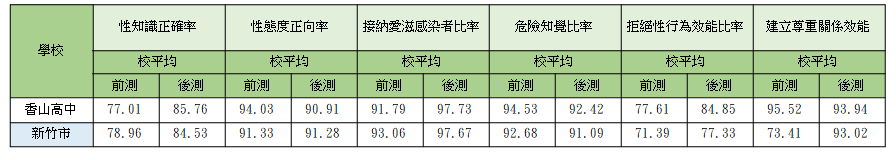 學校 性知識正確率 性態度正向率 接納愛滋感染者比率 危險知覺比率 拒絕性行為效能比率 建立尊重關係效能
校平均 校平均 校平均 校平均 校平均 校平均
前測 後測 前測 後測 前測 後測 前測 後測 前測 後測 前測 後測
香山高中 77.01 85.76 94.03 90.91 91.79 97.73 94.53 92.42 77.61 84.85 95.52 93.94
新竹市 78.96 84.53 91.33 91.28 93.06 97.67 92.68 91.09 71.39 77.33 73.41 93.02